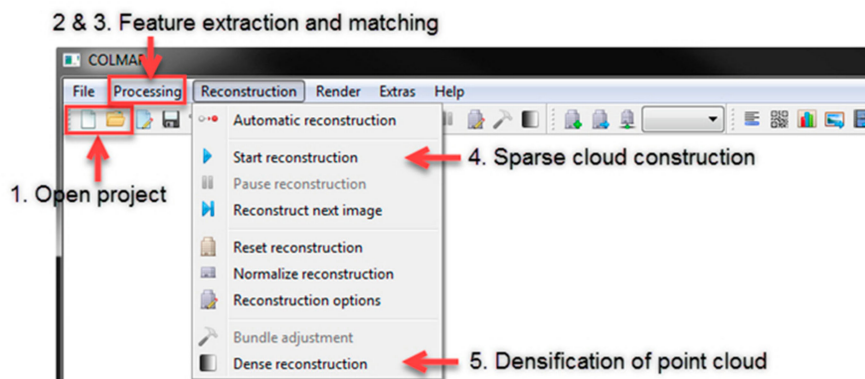 2 & 3. Feature extraction and matching
COLMAP
File Processing Reconstruction Render Extras Help
Automatic reconstruction
Start reconstruction
4. Sparse cloud construction
Pause reconstruction
1. Open project
Reconstruct next image
Reset reconstruction
Normalize reconstruction
Reconstruction options
Bundle adjustment
Dense reconstruction
5. Densification of point cloud